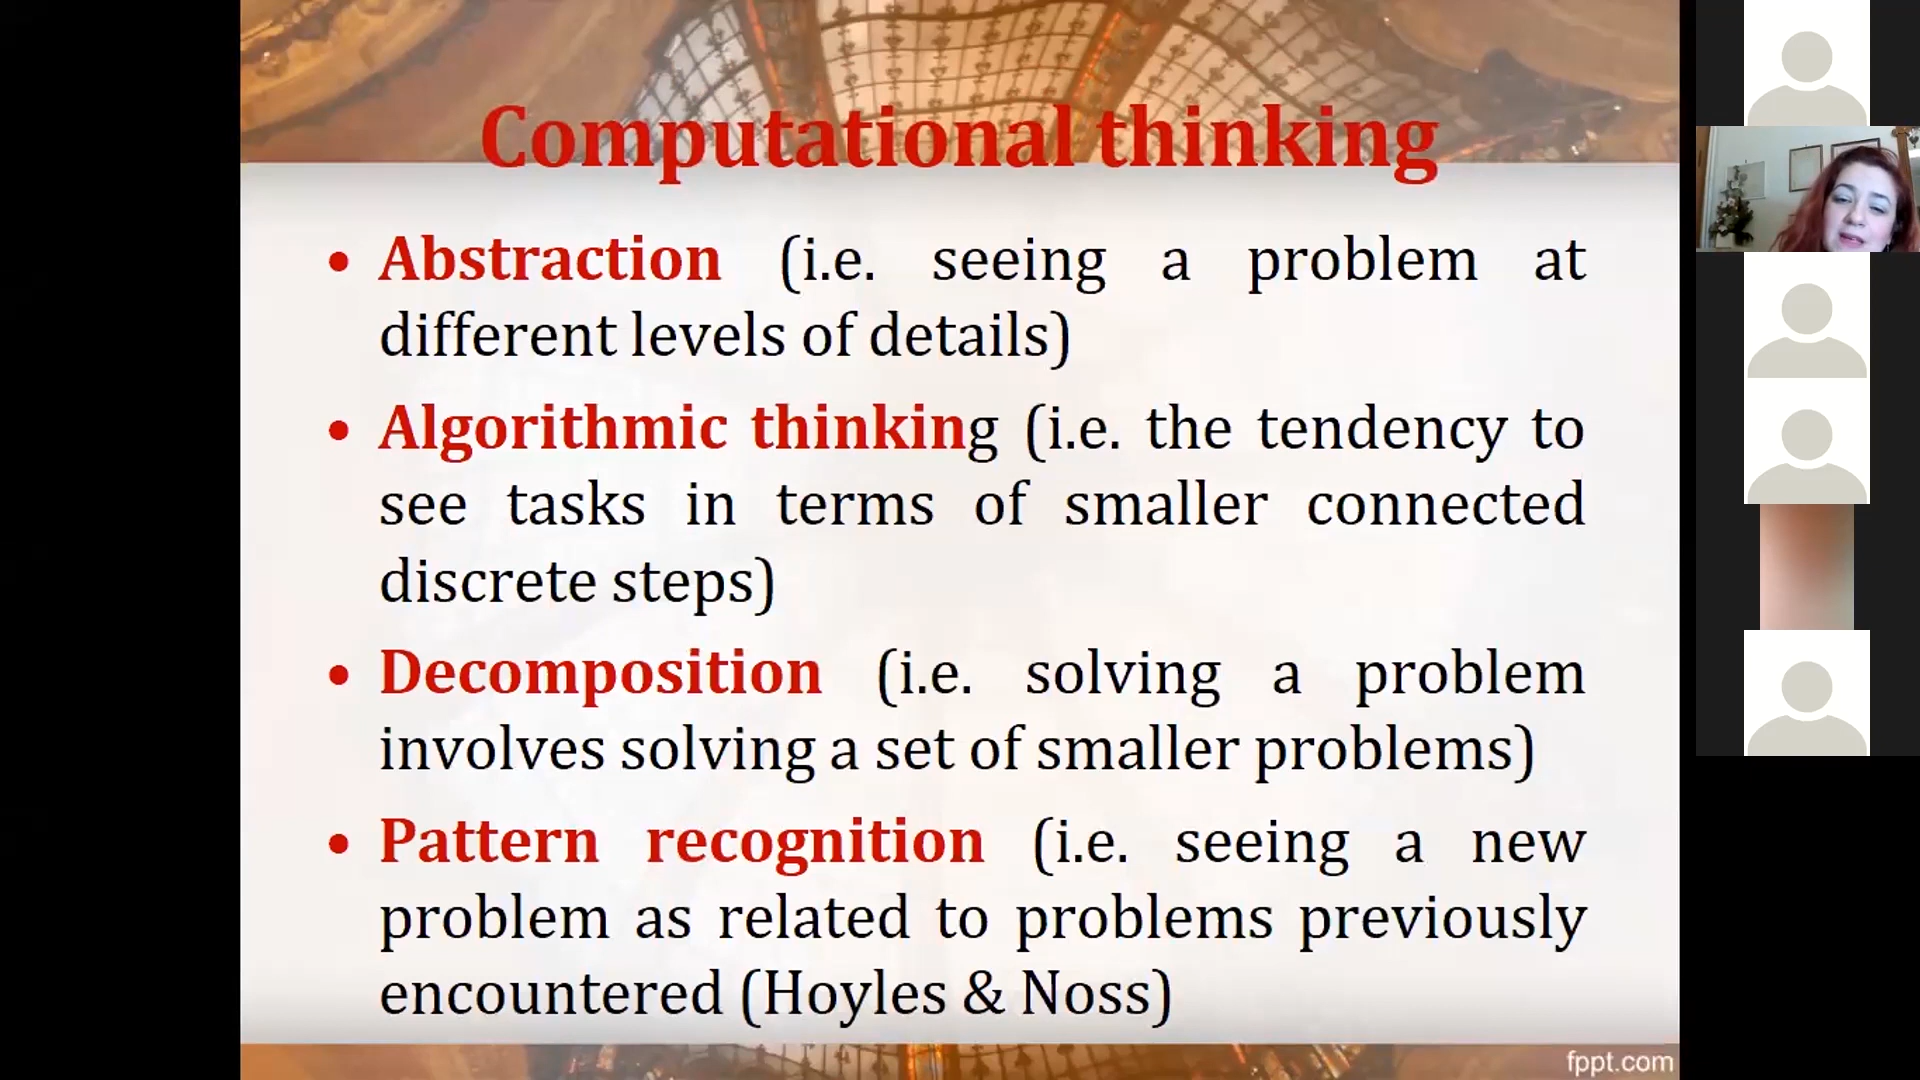 Computational thinking
• Abstraction (i.e. seeing a problem at
different levels of details)
• Algorithmic thinking (i.e. the tendency to
see tasks in terms of smaller connected
discrete steps)
• Decomposition (i.e. solving a problem
involves solving a set of smaller problems)
• Pattern recognition (i.e. seeing a new
problem as related to problems previously
encountered (Hoyles & Noss)
fppt.com